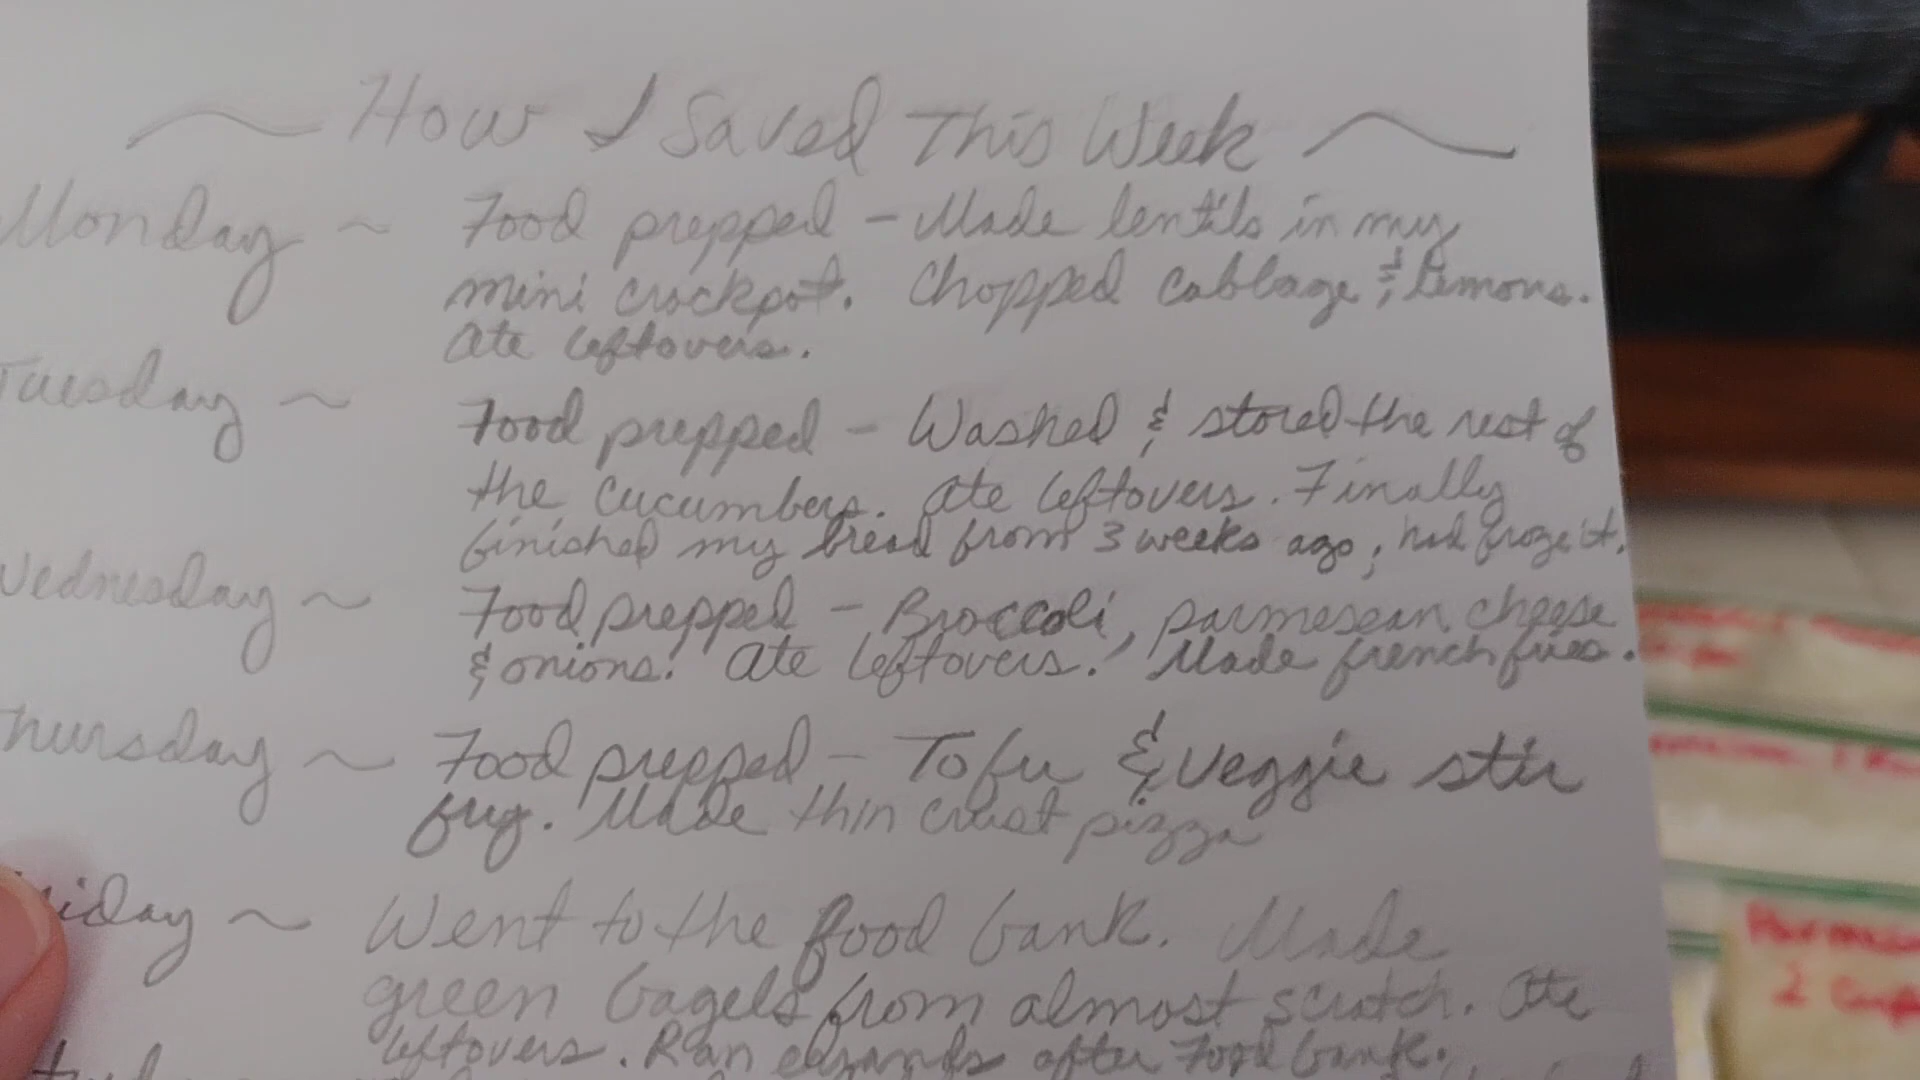 ~ How I Saved This Week ~
Monday ~ Food prepped - Made lentils in my
mini crockpot. Chopped cabbage & lemons.
Ate leftovers.
Tuesday ~ Food prepped - Washed & stored the rest of
the cucumbers. Ate leftovers. Finally
finished my bread from 3 weeks ago, had froze it.
Wednesday ~ Food prepped - Broccoli, parmesean cheese
& onions. Ate leftovers. Made french fries.
Thursday ~ Food prepped - Tofu & veggie stir
fry. Made thin crust pizza
iday ~ Went to the food bank. Made
green bagels from almost scratch. Ate
leftovers. Ran errands after food bank.
Parmesan
2 Cup